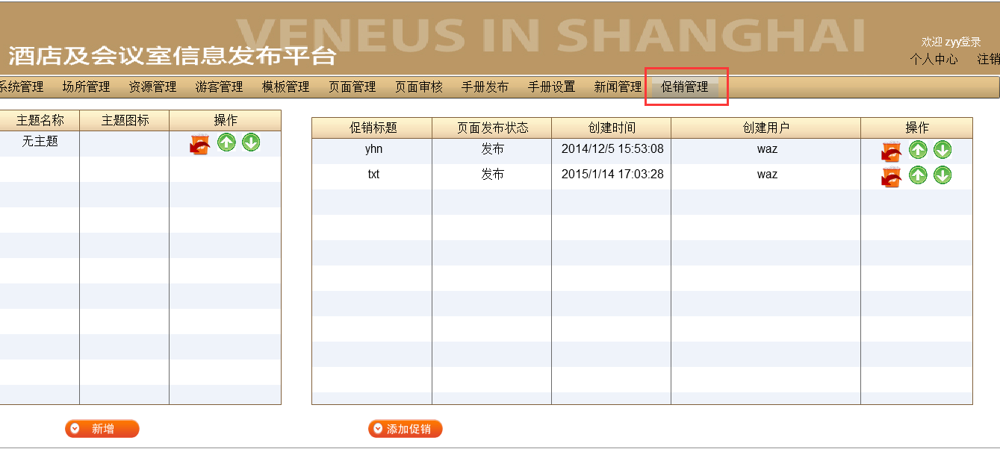 VENEUS IN SHANGHAI
酒店及会议室信息发布平台
欢迎 zyy登录
个人中心 注销
系统管理 场所管理 资源管理 游客管理 模板管理 页面管理 页面审核 手册发布 手册设置 新闻管理 促销管理
主题名称 主题图标 操作
无主题
促销标题 页面发布状态 创建时间 创建用户 操作
yhn 发布 2014/12/5 15:53:08 waz
txt 发布 2015/1/14 17:03:28 waz
新增
添加促销